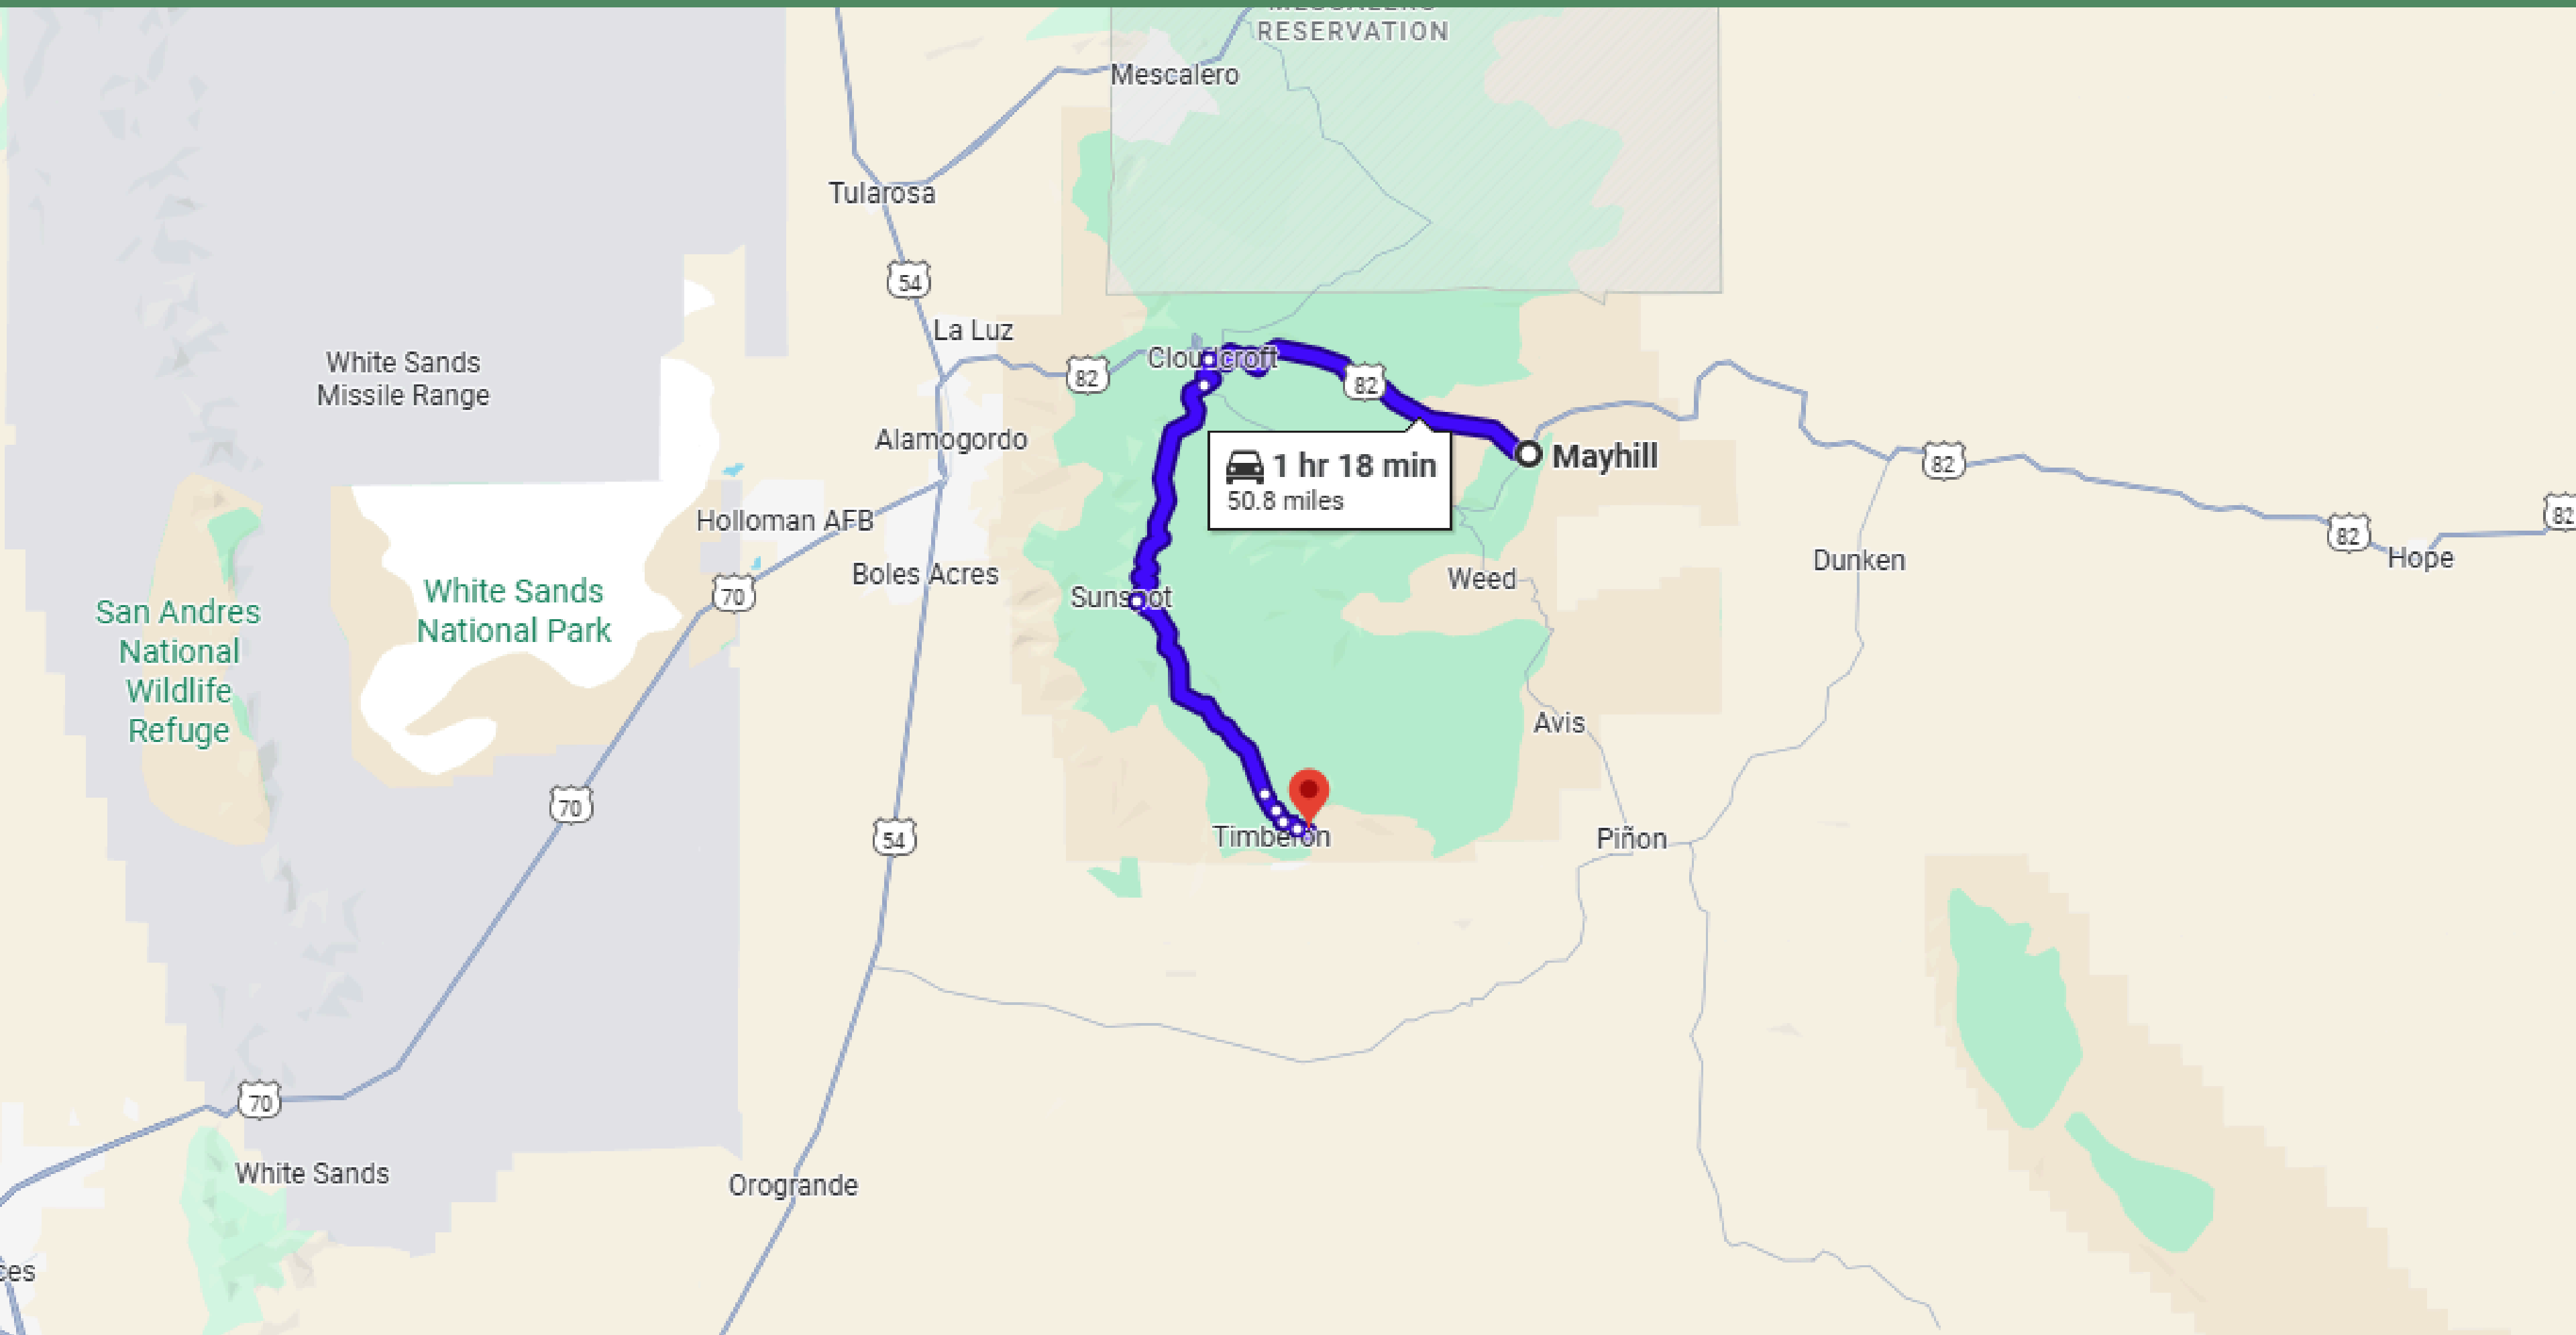 RESERVATION
Mescalero
Tularosa
54
La Luz
White Sands
Missile Range
82
Cloudcroft
82
Alamogordo
1 hr 18 min
50.8 miles
Mayhill
82
82
82
Hope
Holloman AFB
Dunken
Boles Acres
Weed
70
White Sands
National Park
Sunspot
San Andres
National
Wildlife
Refuge
Avis
70
54
Timberon
Piñon
70
White Sands
Orogrande
ces